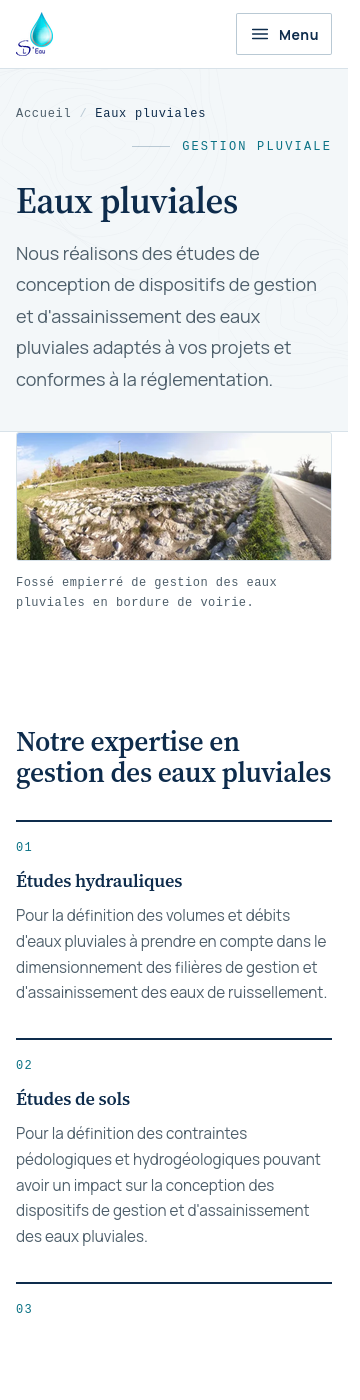 S'Eau
Menu
Accueil / Eaux pluviales
GESTION PLUVIALE
Eaux pluviales
Nous réalisons des études de
conception de dispositifs de gestion
et d'assainissement des eaux
pluviales adaptés à vos projets et
conformes à la réglementation.
Fossé empierré de gestion des eaux
pluviales en bordure de voirie.
Notre expertise en
gestion des eaux pluviales
01
Études hydrauliques
Pour la définition des volumes et débits
d'eaux pluviales à prendre en compte dans le
dimensionnement des filières de gestion et
d'assainissement des eaux de ruissellement.
02
Études de sols
Pour la définition des contraintes
pédologiques et hydrogéologiques pouvant
avoir un impact sur la conception des
dispositifs de gestion et d'assainissement
des eaux pluviales.
03